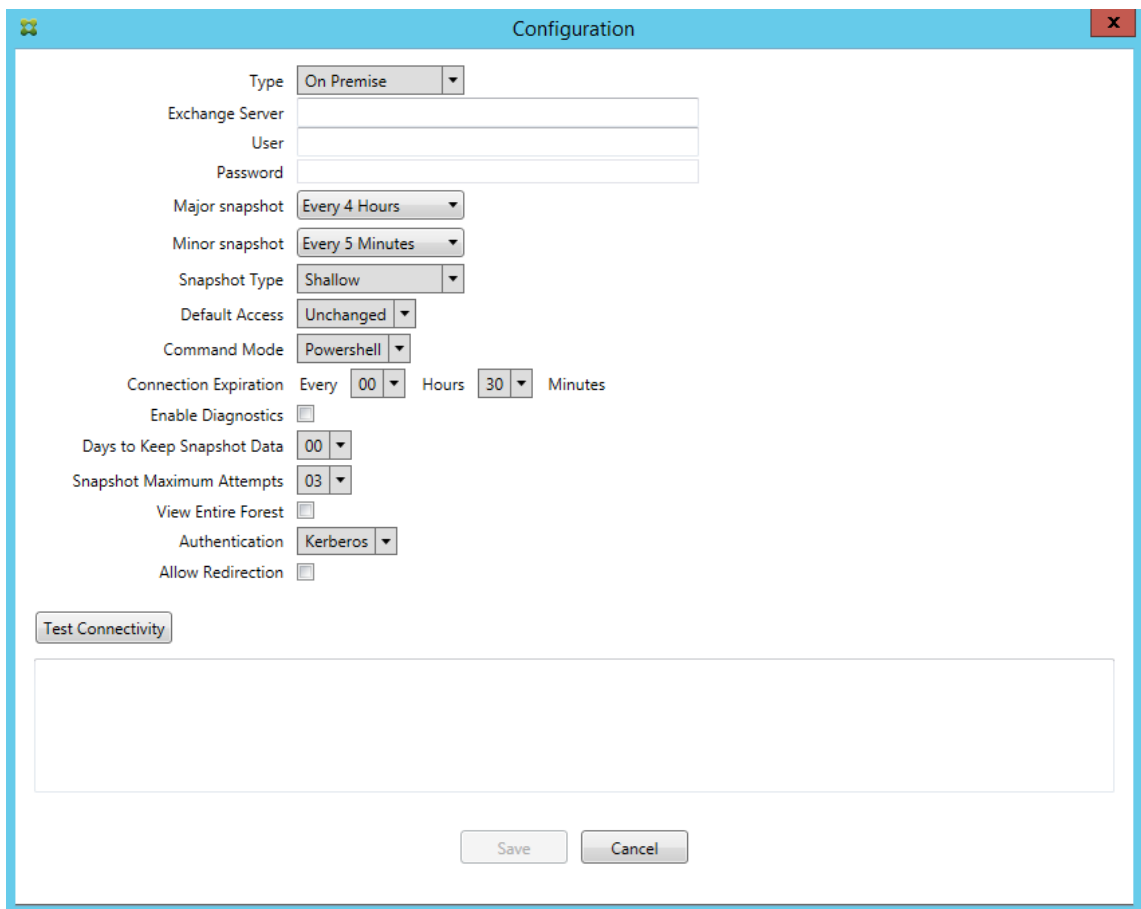 Configuration
x
Type On Premise
Exchange Server
User
Password
Major snapshot Every 4 Hours
Minor snapshot Every 5 Minutes
Snapshot Type Shallow
Default Access Unchanged
Command Mode Powershell
Connection Expiration Every 00 Hours 30 Minutes
Enable Diagnostics
Days to Keep Snapshot Data 00
Snapshot Maximum Attempts 03
View Entire Forest
Authentication Kerberos
Allow Redirection
Test Connectivity
Save Cancel